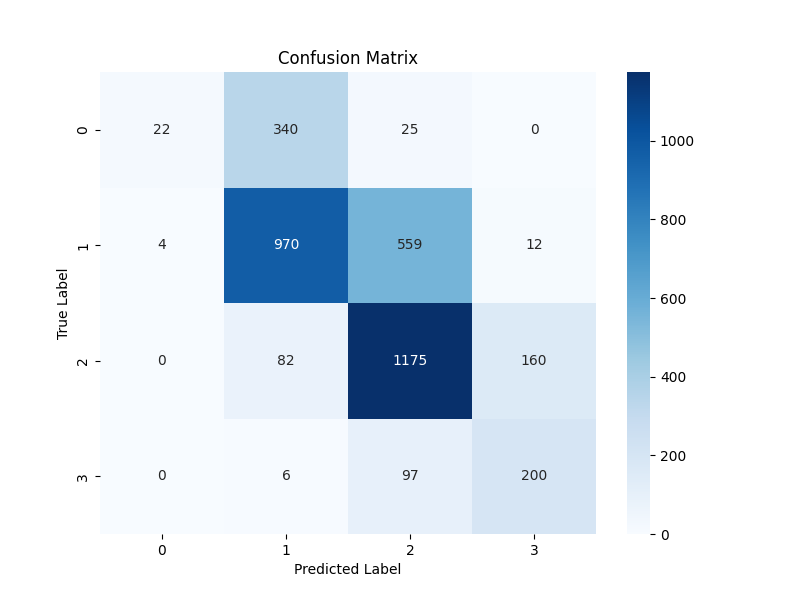 Confusion Matrix
True Label
0 22 340 25 0
1 4 970 559 12
2 0 82 1175 160
3 0 6 97 200
0 1 2 3
Predicted Label
1000
800
600
400
200
0